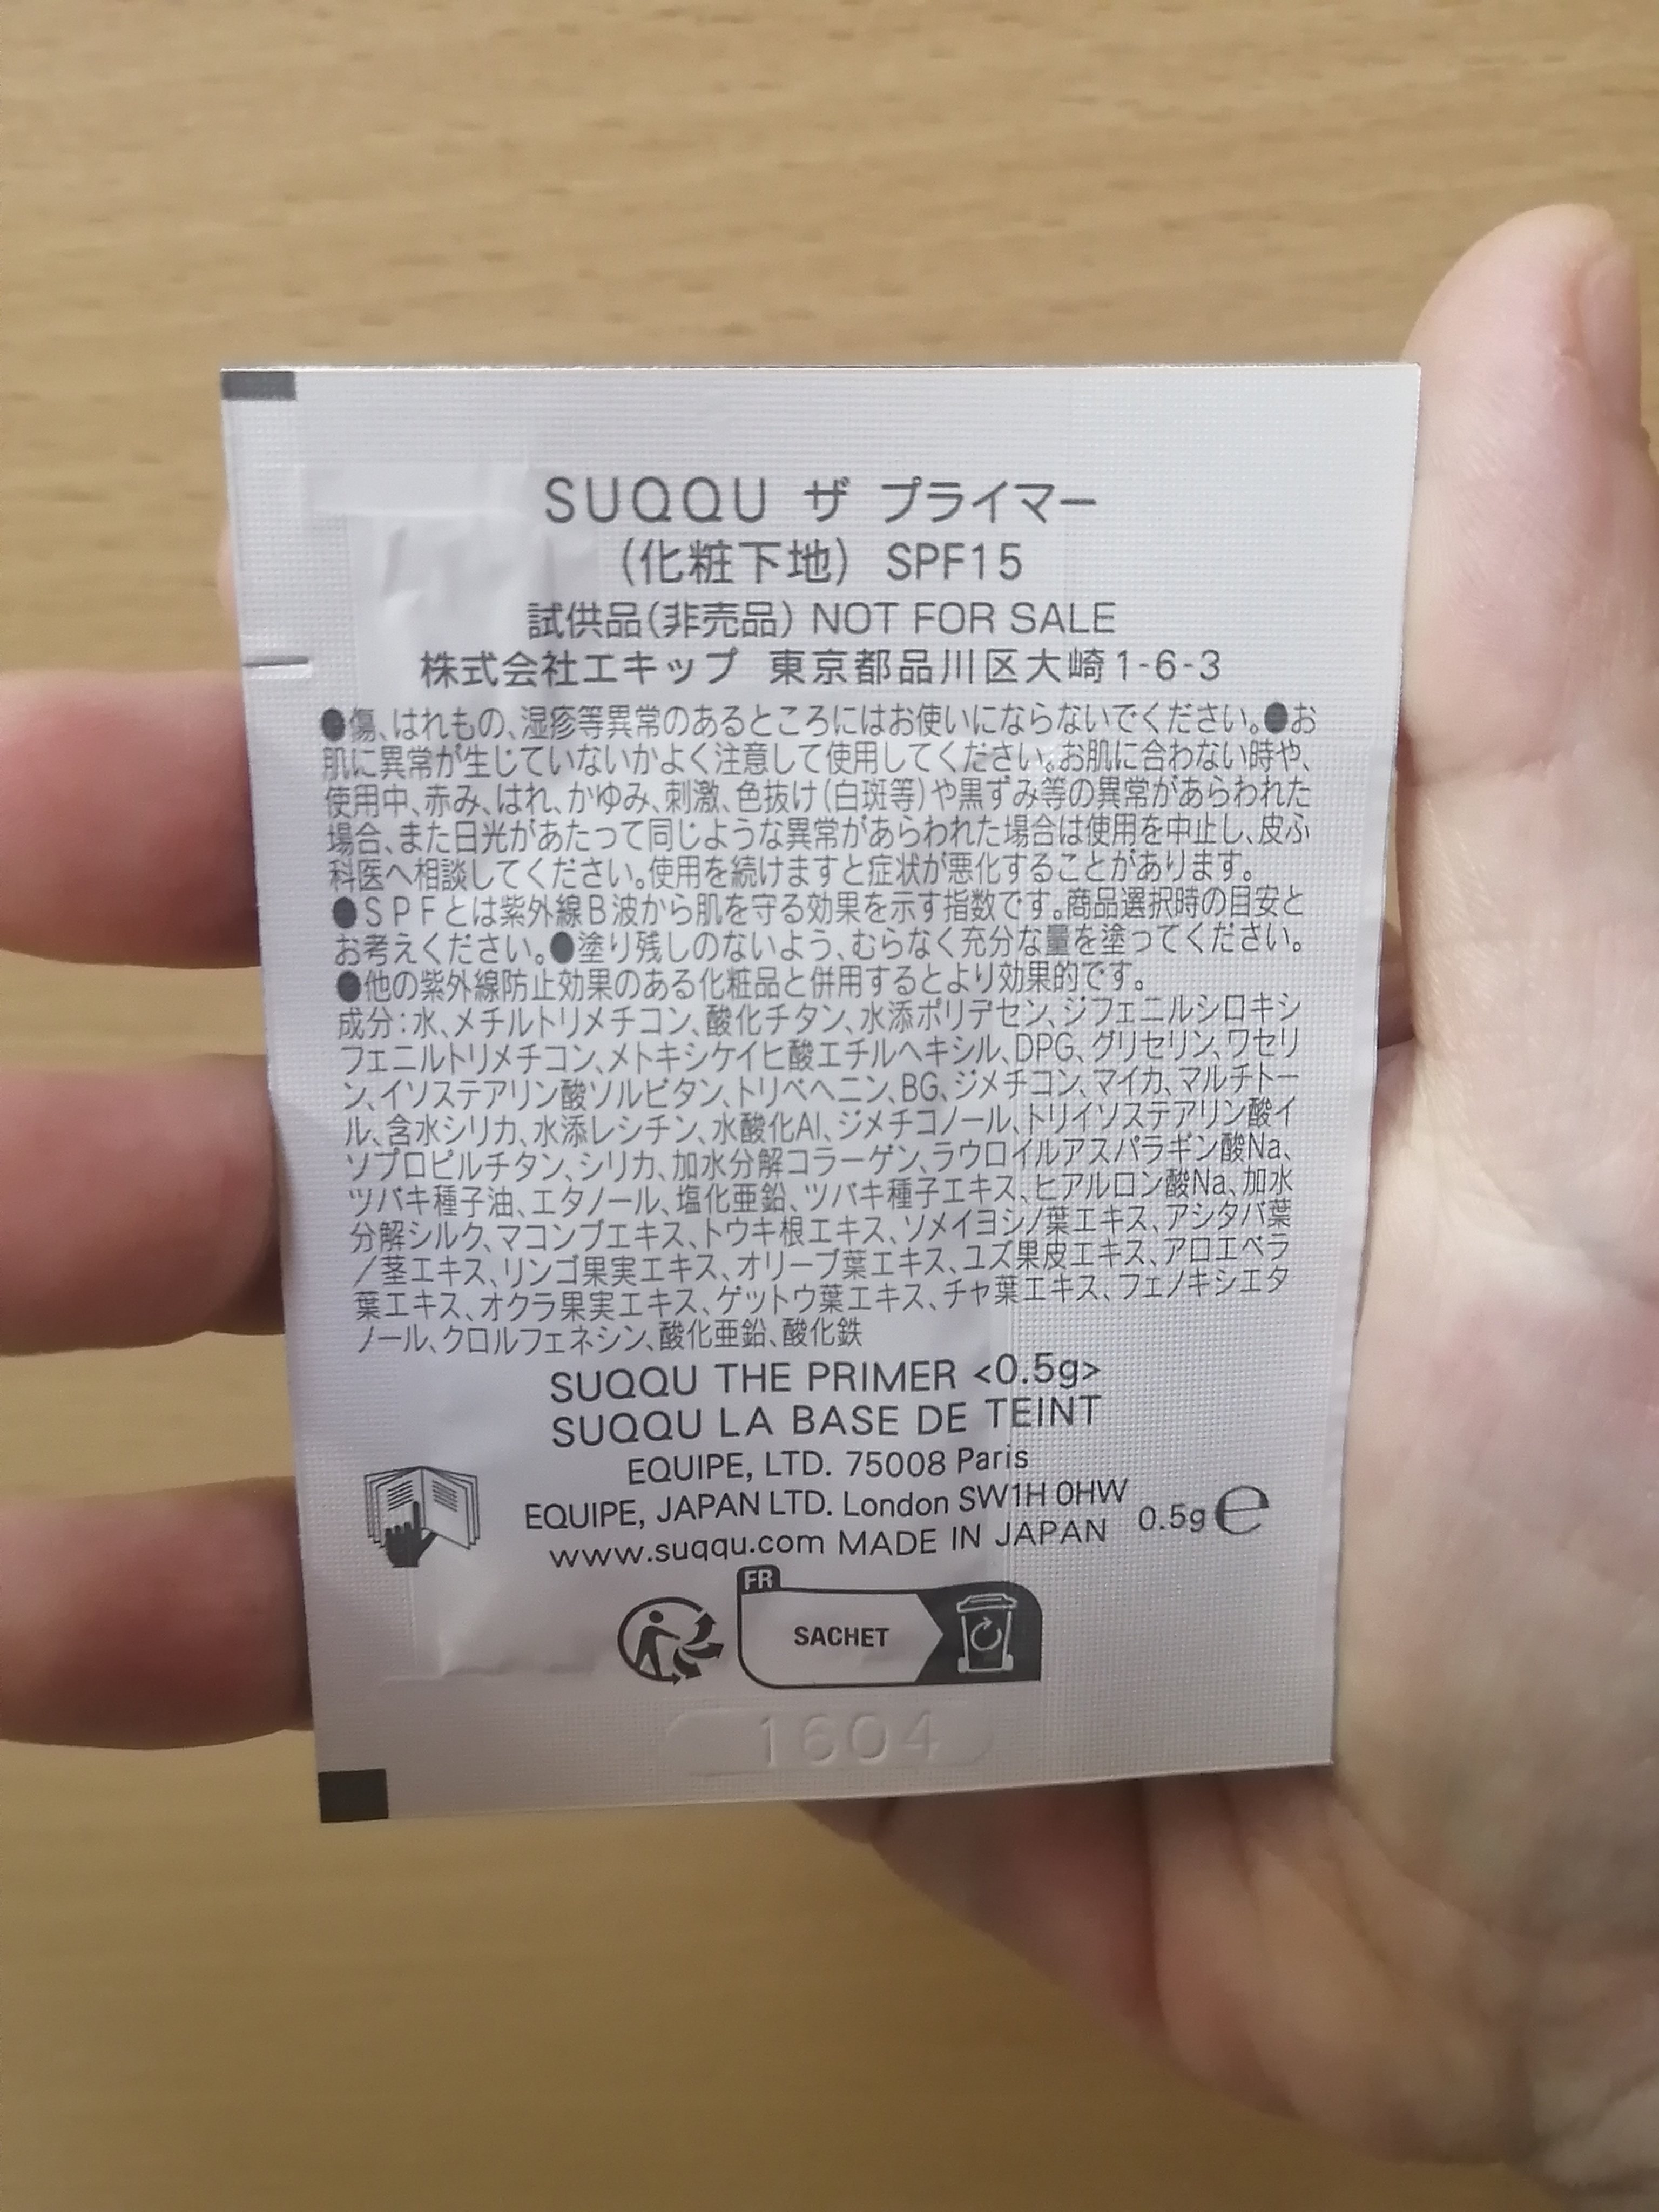 SUQQU ザ プライマー
(化粧下地) SPF15
試供品(非売品) NOT FOR SALE
株式会社エキップ 東京都品川区大崎1-6-3
●傷、はれもの、湿疹等異常のあるところにはお使いにならないでください。●お
肌に異常が生じていないかよく注意して使用してください。お肌に合わない時や、
使用中、赤み、はれ、かゆみ、刺激、色抜け(白斑等)や黒ずみ等の異常があらわれた
場合、また日光があたって同じような異常があらわれた場合は使用を中止し、皮ふ
科医へ相談してください。使用を続けますと症状が悪化することがあります。
●SPFとは紫外線B波から肌を守る効果を示す指数です。商品選択時の目安と
お考えください。●塗り残しのないよう、むらなく充分な量を塗ってください。
●他の紫外線防止効果のある化粧品と併用するとより効果的です。
成分:水、メチルトリメチコン、酸化チタン、水添ポリデセン、ジフェニルシロキシ
フェニルトリメチコン、メトキシケイヒ酸エチルヘキシル、DPG、グリセリン、ワセリ
ン、イソステアリン酸ソルビタン、トリベヘニン、BG、ジメチコン、マイカ、マルチトー
ル、含水シリカ、水添レシチン、水酸化Al、ジメチコノール、トリイソステアリン酸イ
ソプロピルチタン、シリカ、加水分解コラーゲン、ラウロイルアスパラギン酸Na、
ツバキ種子油、エタノール、塩化亜鉛、ツバキ種子エキス、ヒアルロン酸Na、加水
分解シルク、マコンブエキス、トウキ根エキス、ソメイヨシノ葉エキス、アシタバ葉
/茎エキス、リンゴ果実エキス、オリーブ葉エキス、ユズ果皮エキス、アロエベラ
葉エキス、オクラ果実エキス、ゲットウ葉エキス、チャ葉エキス、フェノキシエタ
ノール、クロルフェネシン、酸化亜鉛、酸化鉄
SUQQU THE PRIMER <0.5g>
SUQQU LA BASE DE TEINT
EQUIPE, LTD. 75008 Paris
EQUIPE, JAPAN LTD. London SW1H 0HW
www.suqqu.com MADE IN JAPAN
0.5g ℮
FR
SACHET
1604